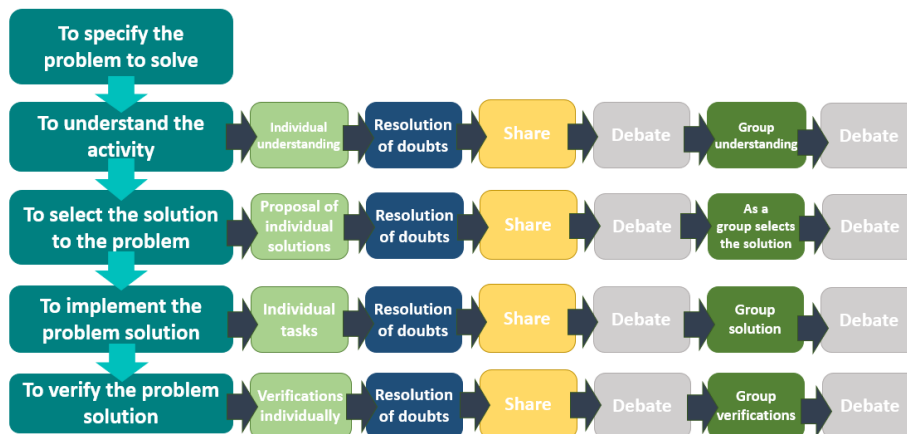 To specify the
problem to solve
To understand the
activity
Individual
understanding
Resolution
of doubts
Share
Debate
Group
understanding
Debate
To select the solution
to the problem
Proposal of
individual
solutions
Resolution
of doubts
Share
Debate
As a
group selects
the solution
Debate
To implement the
problem solution
Individual
tasks
Resolution
of doubts
Share
Debate
Group
solution
Debate
To verify the problem
solution
Verifications
individually
Resolution
of doubts
Share
Debate
Group
verifications
Debate